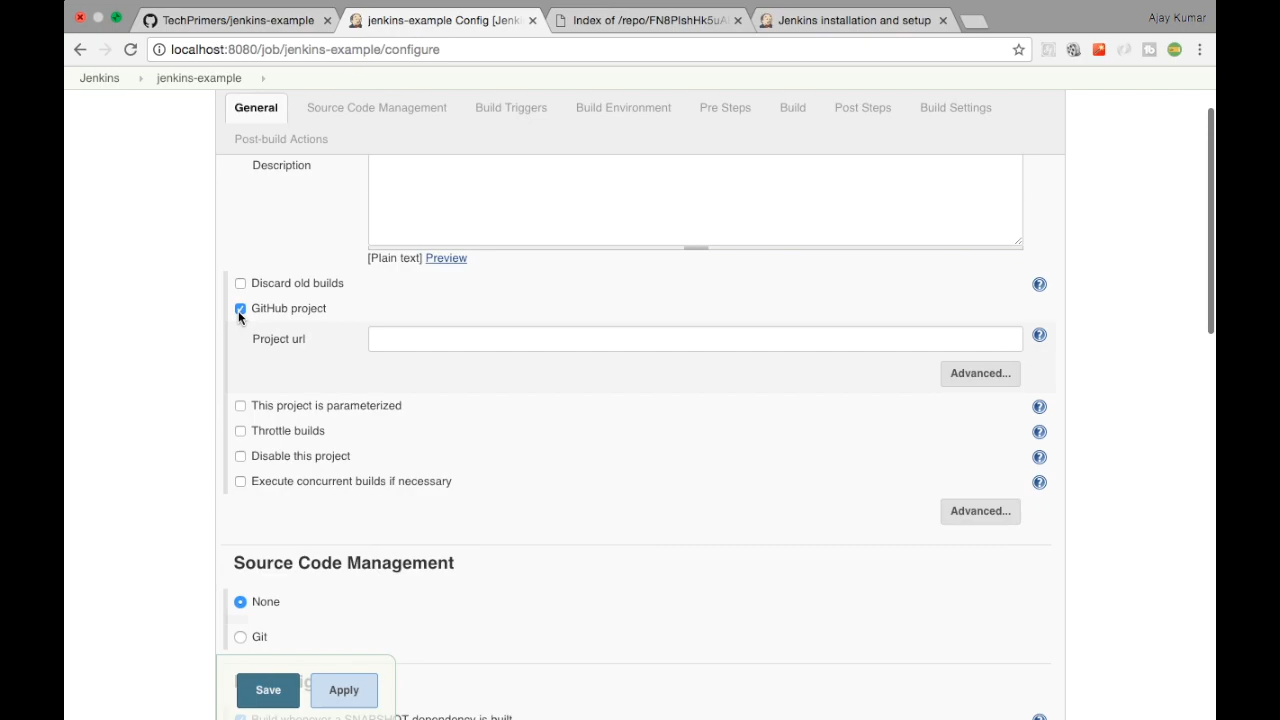 TechPrimers/jenkins-example
jenkins-example Config [Jenki
Index of /repo/FN8PIshHk5uA
Jenkins installation and setup
Ajay Kumar
localhost:8080/job/jenkins-example/configure
Jenkins
jenkins-example
General
Source Code Management
Build Triggers
Build Environment
Pre Steps
Build
Post Steps
Build Settings
Post-build Actions
Description
[Plain text] Preview
Discard old builds
GitHub project
Project url
Advanced...
This project is parameterized
Throttle builds
Disable this project
Execute concurrent builds if necessary
Advanced...
Source Code Management
None
Git
Save
Apply
Build whenever a SNAPSHOT dependency is built